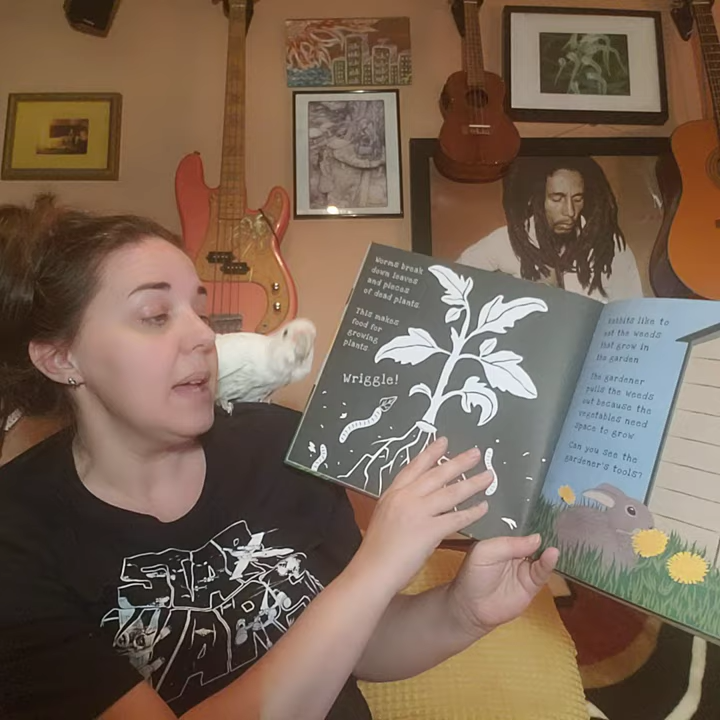 Worms break
down leaves
and pieces
of dead plants
This makes
food for
growing
plants
Wriggle!
Rabbits like to
eat the weeds
that grow in
the garden
The gardener
pulls the weeds
out because the
vegetables need
space to grow
Can you see the
gardener's tools?
STAR
WARS